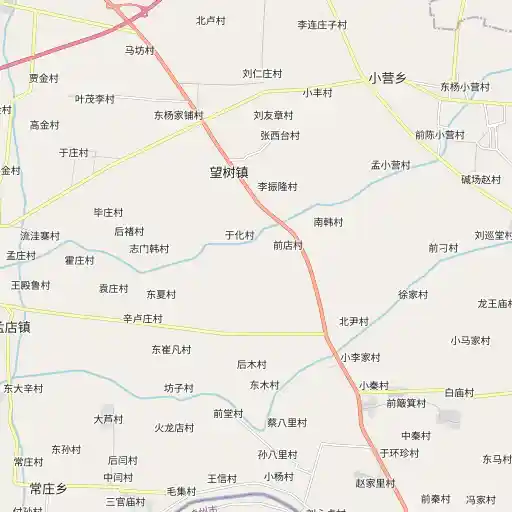 北卢村
李连庄子村
马坊村
贾金村
刘仁庄村
小营乡
叶茂李村
小丰村
东杨小营村
金村
东杨家铺村
刘友章村
高金村
张西台村
前陈小营村
于庄村
金村
望树镇
孟小营村
碱场赵村
李振隆村
毕庄村
南韩村
后褚村
流洼寨村
于化村
刘巡堂村
志门韩村
前店村
前刁村
孟庄村
霍庄村
王殿鲁村
袁庄村
东夏村
徐家村
龙王庙村
辛卢庄村
北尹村
孟店镇
小马家村
东崔凡村
小李家村
后木村
东大辛村
坊子村
东木村
小秦村
白庙村
前簸箕村
大芦村
前堂村
火龙店村
蔡八里村
中秦村
东孙村
于环珍村
孙八里村
后闫村
东马村
常庄村
中闫村
王信村
小杨村
赵家里村
常庄乡
毛集村
三官庙村
前秦村
冯家村
付孙村